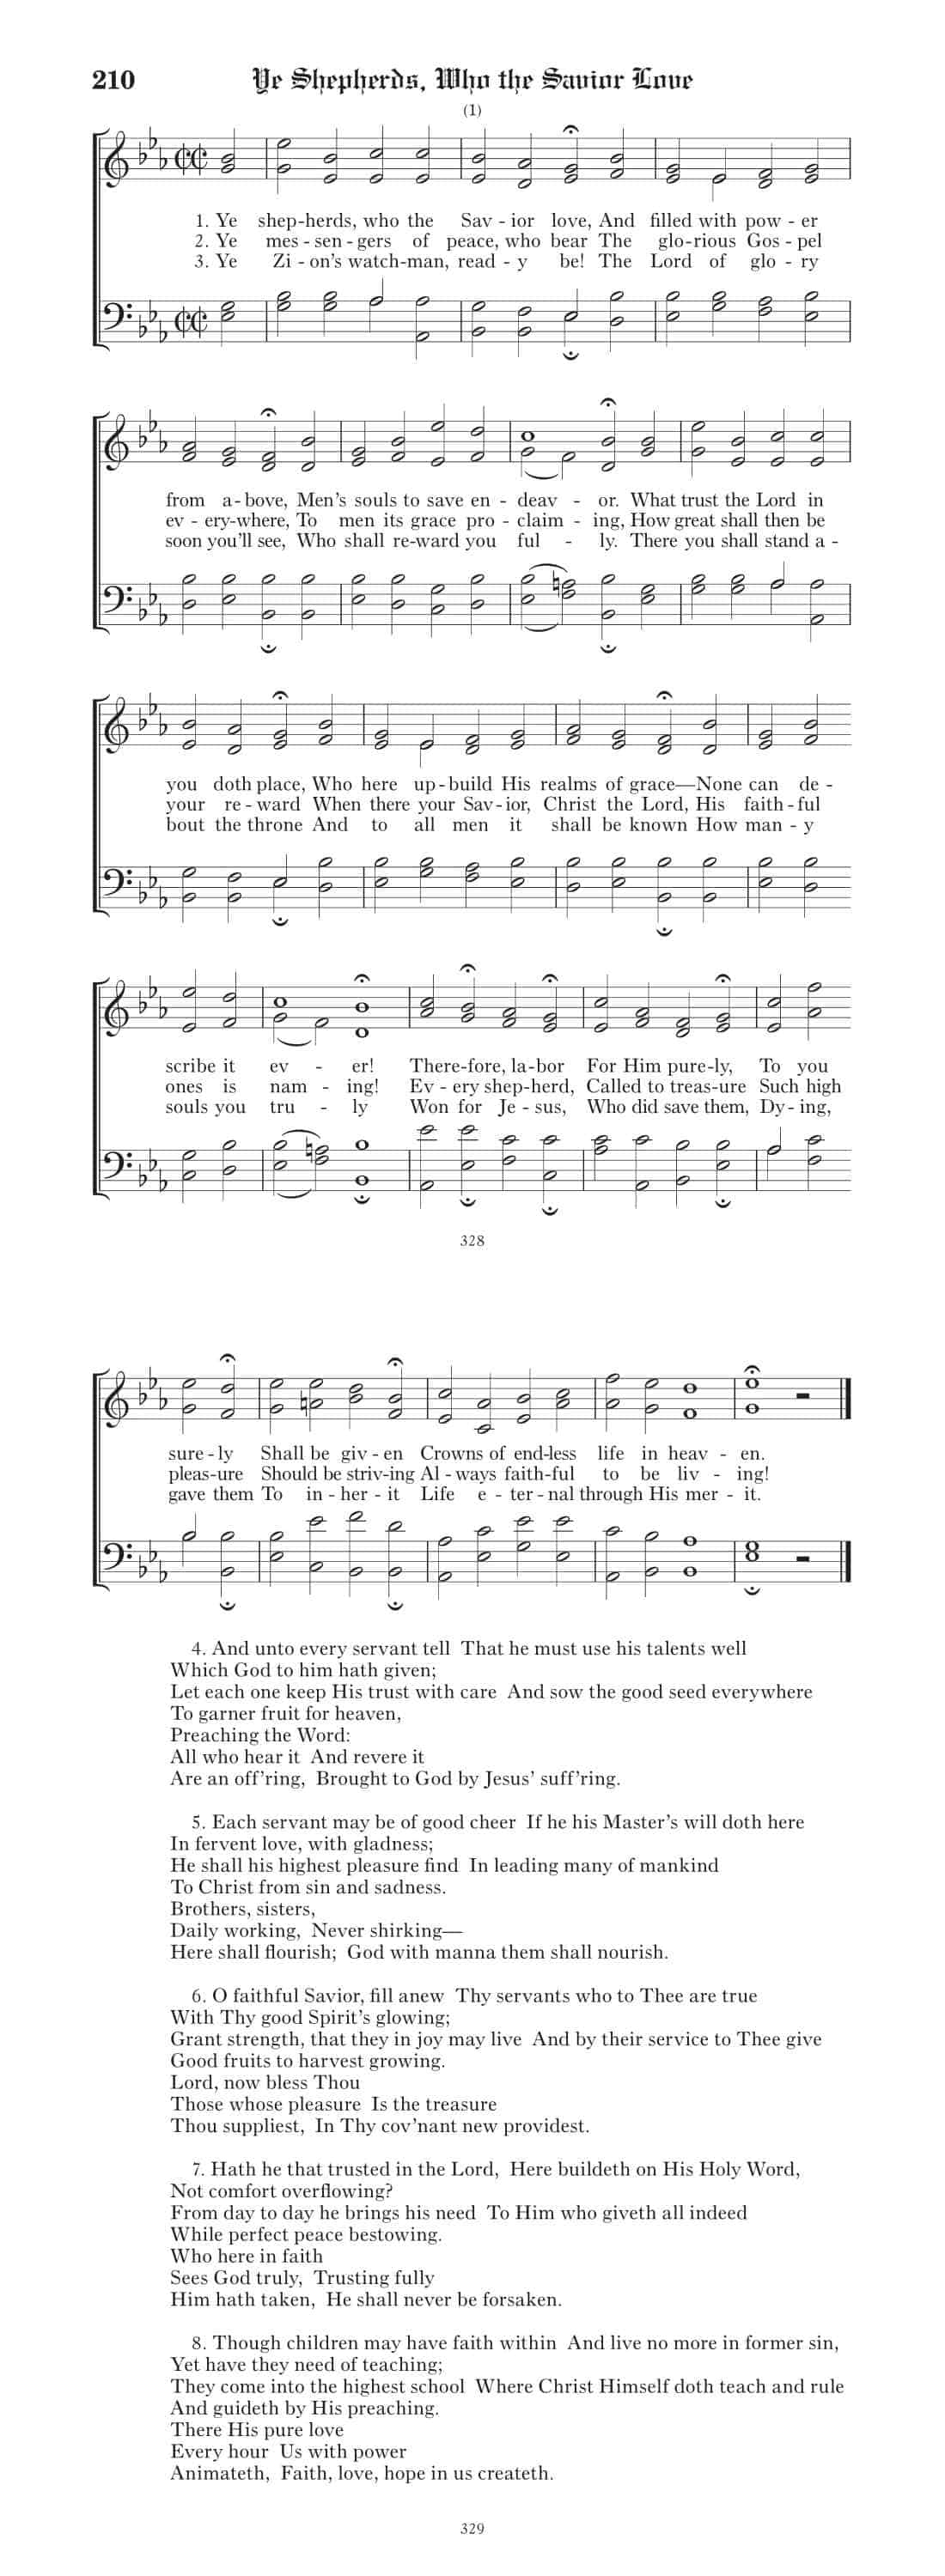 210 Ye Shepherds, Who the Savior Love
(1)
1. Ye shep-herds, who the Sav - ior love, And filled with pow - er
2. Ye mes - sen - gers of peace, who bear The glo-rious Gos - pel
3. Ye Zi - on's watch-man, read - y be! The Lord of glo - ry
from a - bove, Men's souls to save en - deav - or. What trust the Lord in
ev - ery-where, To men its grace pro - claim - ing, How great shall then be
soon you'll see, Who shall re-ward you ful - ly. There you shall stand a -
you doth place, Who here up - build His realms of grace—None can de -
your re - ward When there your Sav - ior, Christ the Lord, His faith - ful
bout the throne And to all men it shall be known How man - y
scribe it ev - er! There-fore, la-bor For Him pure-ly, To you
ones is nam - ing! Ev - ery shep-herd, Called to treas-ure Such high
souls you tru - ly Won for Je - sus, Who did save them, Dy - ing,
328
sure - ly Shall be giv - en Crowns of end-less life in heav - en.
pleas-ure Should be striv-ing Al - ways faith-ful to be liv - ing!
gave them To in - her - it Life e - ter - nal through His mer - it.
4. And unto every servant tell That he must use his talents well
Which God to him hath given;
Let each one keep His trust with care And sow the good seed everywhere
To garner fruit for heaven,
Preaching the Word:
All who hear it And revere it
Are an off'ring, Brought to God by Jesus' suff'ring.
5. Each servant may be of good cheer If he his Master's will doth here
In fervent love, with gladness;
He shall his highest pleasure find In leading many of mankind
To Christ from sin and sadness.
Brothers, sisters,
Daily working, Never shirking—
Here shall flourish; God with manna them shall nourish.
6. O faithful Savior, fill anew Thy servants who to Thee are true
With Thy good Spirit's glowing;
Grant strength, that they in joy may live And by their service to Thee give
Good fruits to harvest growing.
Lord, now bless Thou
Those whose pleasure Is the treasure
Thou suppliest, In Thy cov'nant new providest.
7. Hath he that trusted in the Lord, Here buildeth on His Holy Word,
Not comfort overflowing?
From day to day he brings his need To Him who giveth all indeed
While perfect peace bestowing.
Who here in faith
Sees God truly, Trusting fully
Him hath taken, He shall never be forsaken.
8. Though children may have faith within And live no more in former sin,
Yet have they need of teaching;
They come into the highest school Where Christ Himself doth teach and rule
And guideth by His preaching.
There His pure love
Every hour Us with power
Animateth, Faith, love, hope in us createth.
329